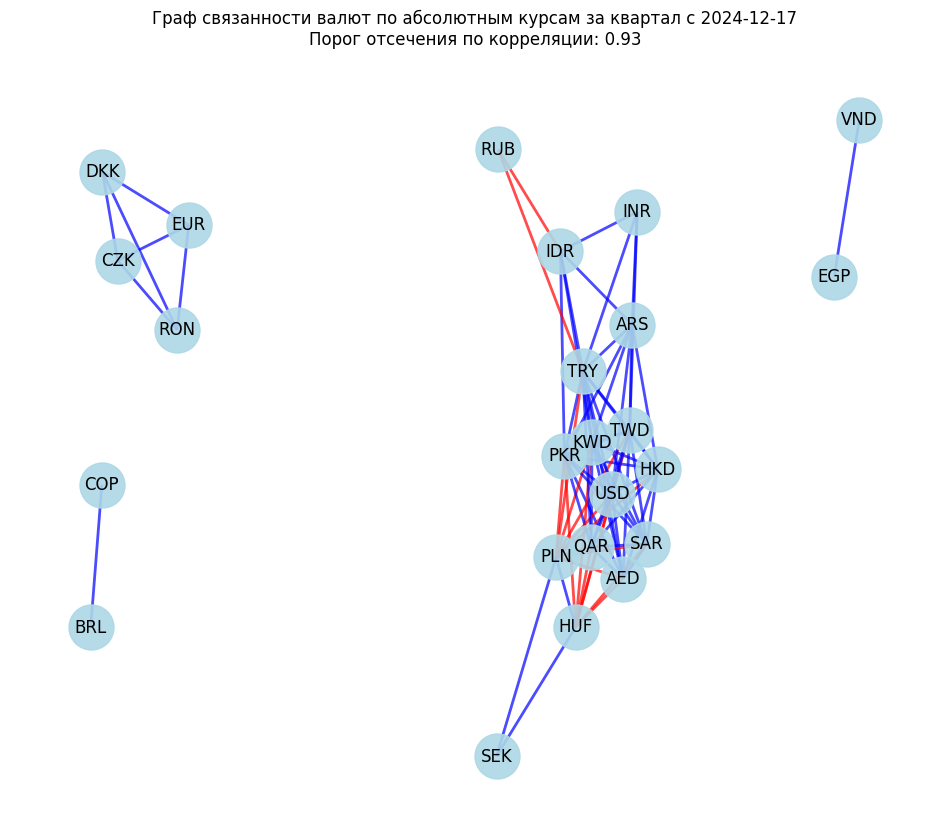 Граф связанности валют по абсолютным курсам за квартал с 2024-12-17
Порог отсечения по корреляции: 0.93
VND
RUB
DKK
INR
EUR
IDR
CZK
EGP
ARS
RON
TRY
TWD
KWD
PKR
HKD
COP
USD
SAR
QAR
PLN
AED
BRL
HUF
SEK